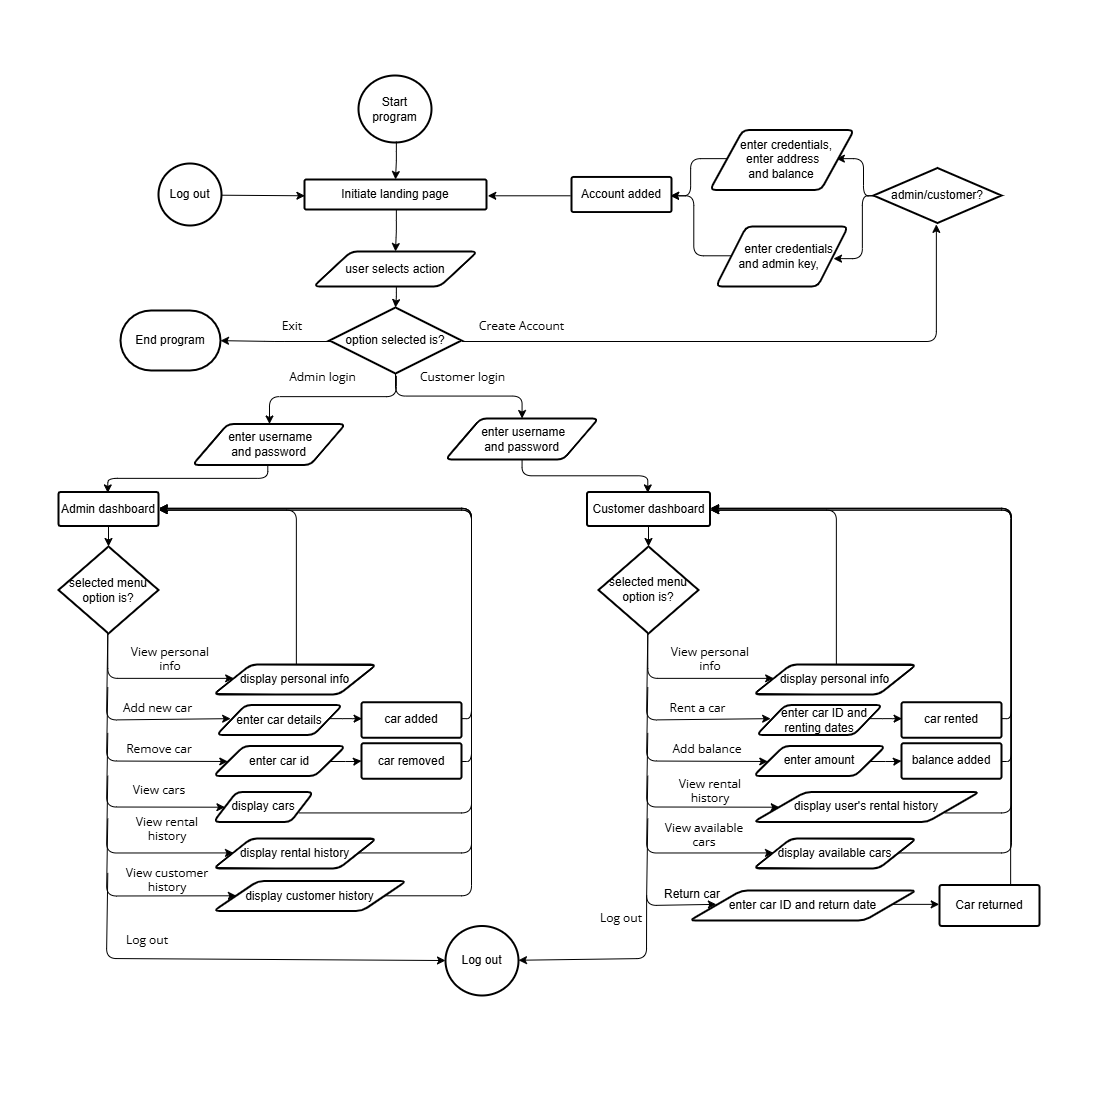 Start
program
Log out
Initiate landing page
Account added
enter credentials,
enter address
and balance
admin/customer?
enter credentials
and admin key,
user selects action
Exit
Create Account
End program
option selected is?
Admin login
Customer login
enter username
and password
enter username
and password
Admin dashboard
selected menu
option is?
View personal
info
display personal info
Add new car
enter car details
car added
Remove car
enter car id
car removed
View cars
display cars
View rental
history
display rental history
View customer
history
display customer history
Log out
Customer dashboard
selected menu
option is?
View personal
info
display personal info
Rent a car
enter car ID and
renting dates
car rented
Add balance
enter amount
balance added
View rental
history
display user's rental history
View available
cars
display available cars
Return car
enter car ID and return date
Car returned
Log out
Log out